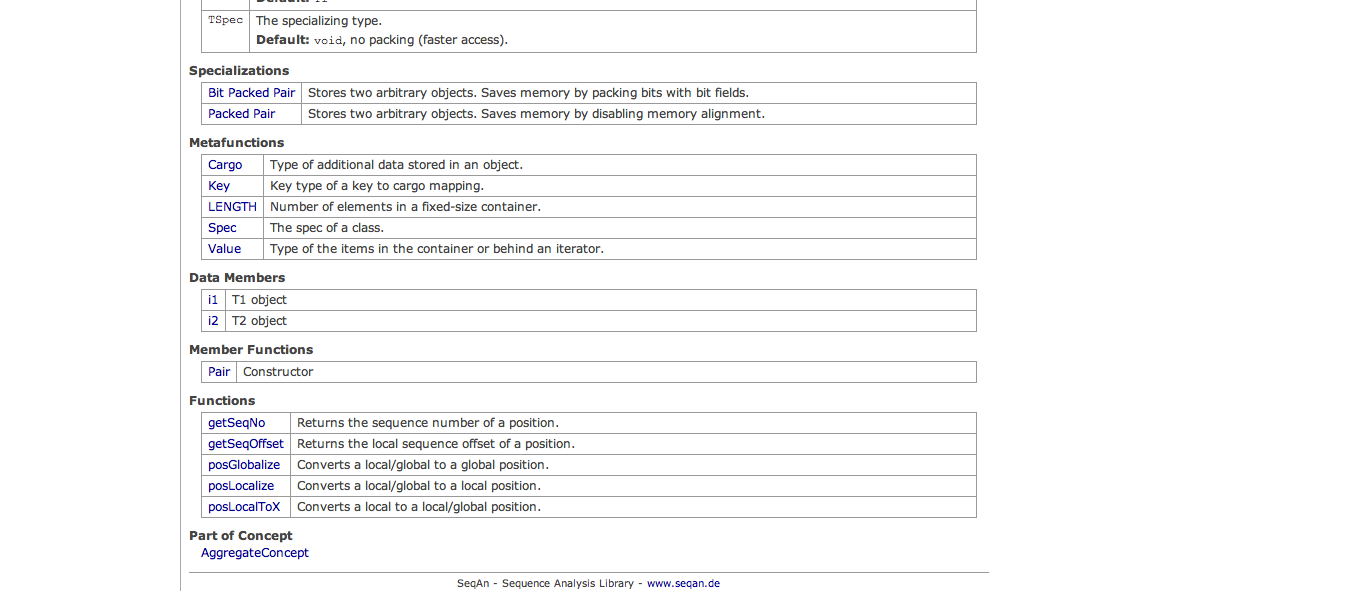 TSpec The specializing type.
Default: void, no packing (faster access).
Specializations
Bit Packed Pair Stores two arbitrary objects. Saves memory by packing bits with bit fields.
Packed Pair Stores two arbitrary objects. Saves memory by disabling memory alignment.
Metafunctions
Cargo Type of additional data stored in an object.
Key Key type of a key to cargo mapping.
LENGTH Number of elements in a fixed-size container.
Spec The spec of a class.
Value Type of the items in the container or behind an iterator.
Data Members
i1 T1 object
i2 T2 object
Member Functions
Pair Constructor
Functions
getSeqNo Returns the sequence number of a position.
getSeqOffset Returns the local sequence offset of a position.
posGlobalize Converts a local/global to a global position.
posLocalize Converts a local/global to a local position.
posLocalToX Converts a local to a local/global position.
Part of Concept
AggregateConcept
SeqAn - Sequence Analysis Library - www.seqan.de